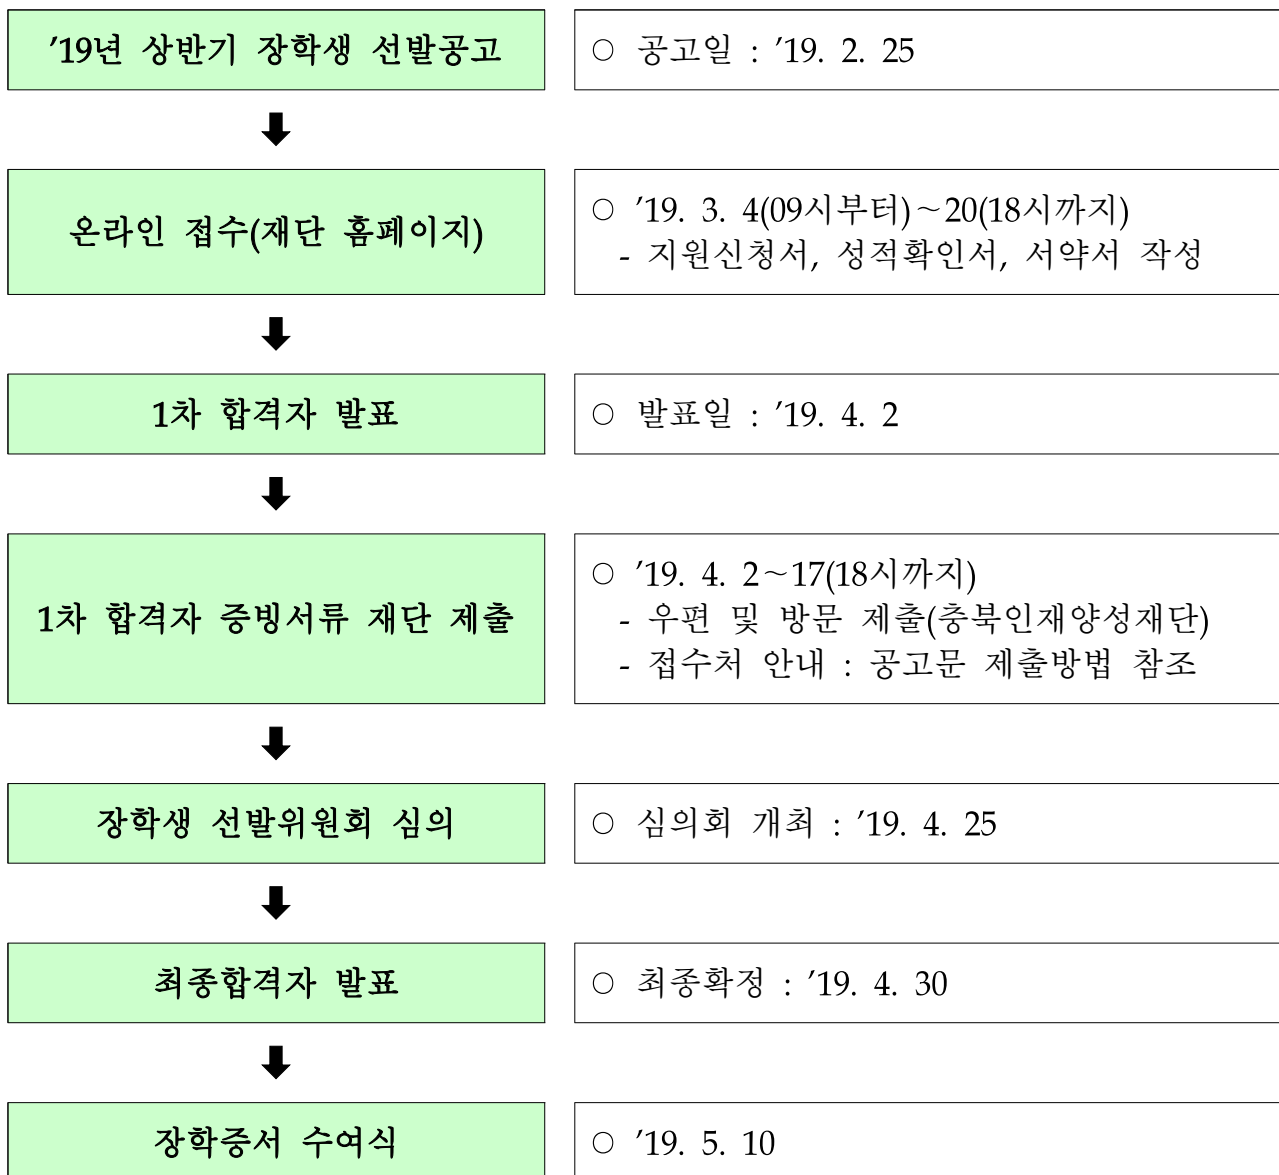 ’19년 상반기 장학생 선발공고
○ 공고일 : ’19. 2. 25
온라인 접수(재단 홈페이지)
○ ’19. 3. 4(09시부터)～20(18시까지)
- 지원신청서, 성적확인서, 서약서 작성
1차 합격자 발표
○ 발표일 : ’19. 4. 2
1차 합격자 증빙서류 재단 제출
○ ’19. 4. 2～17(18시까지)
- 우편 및 방문 제출(충북인재양성재단)
- 접수처 안내 : 공고문 제출방법 참조
장학생 선발위원회 심의
○ 심의회 개최 : ’19. 4. 25
최종합격자 발표
○ 최종확정 : ’19. 4. 30
장학증서 수여식
○ ’19. 5. 10